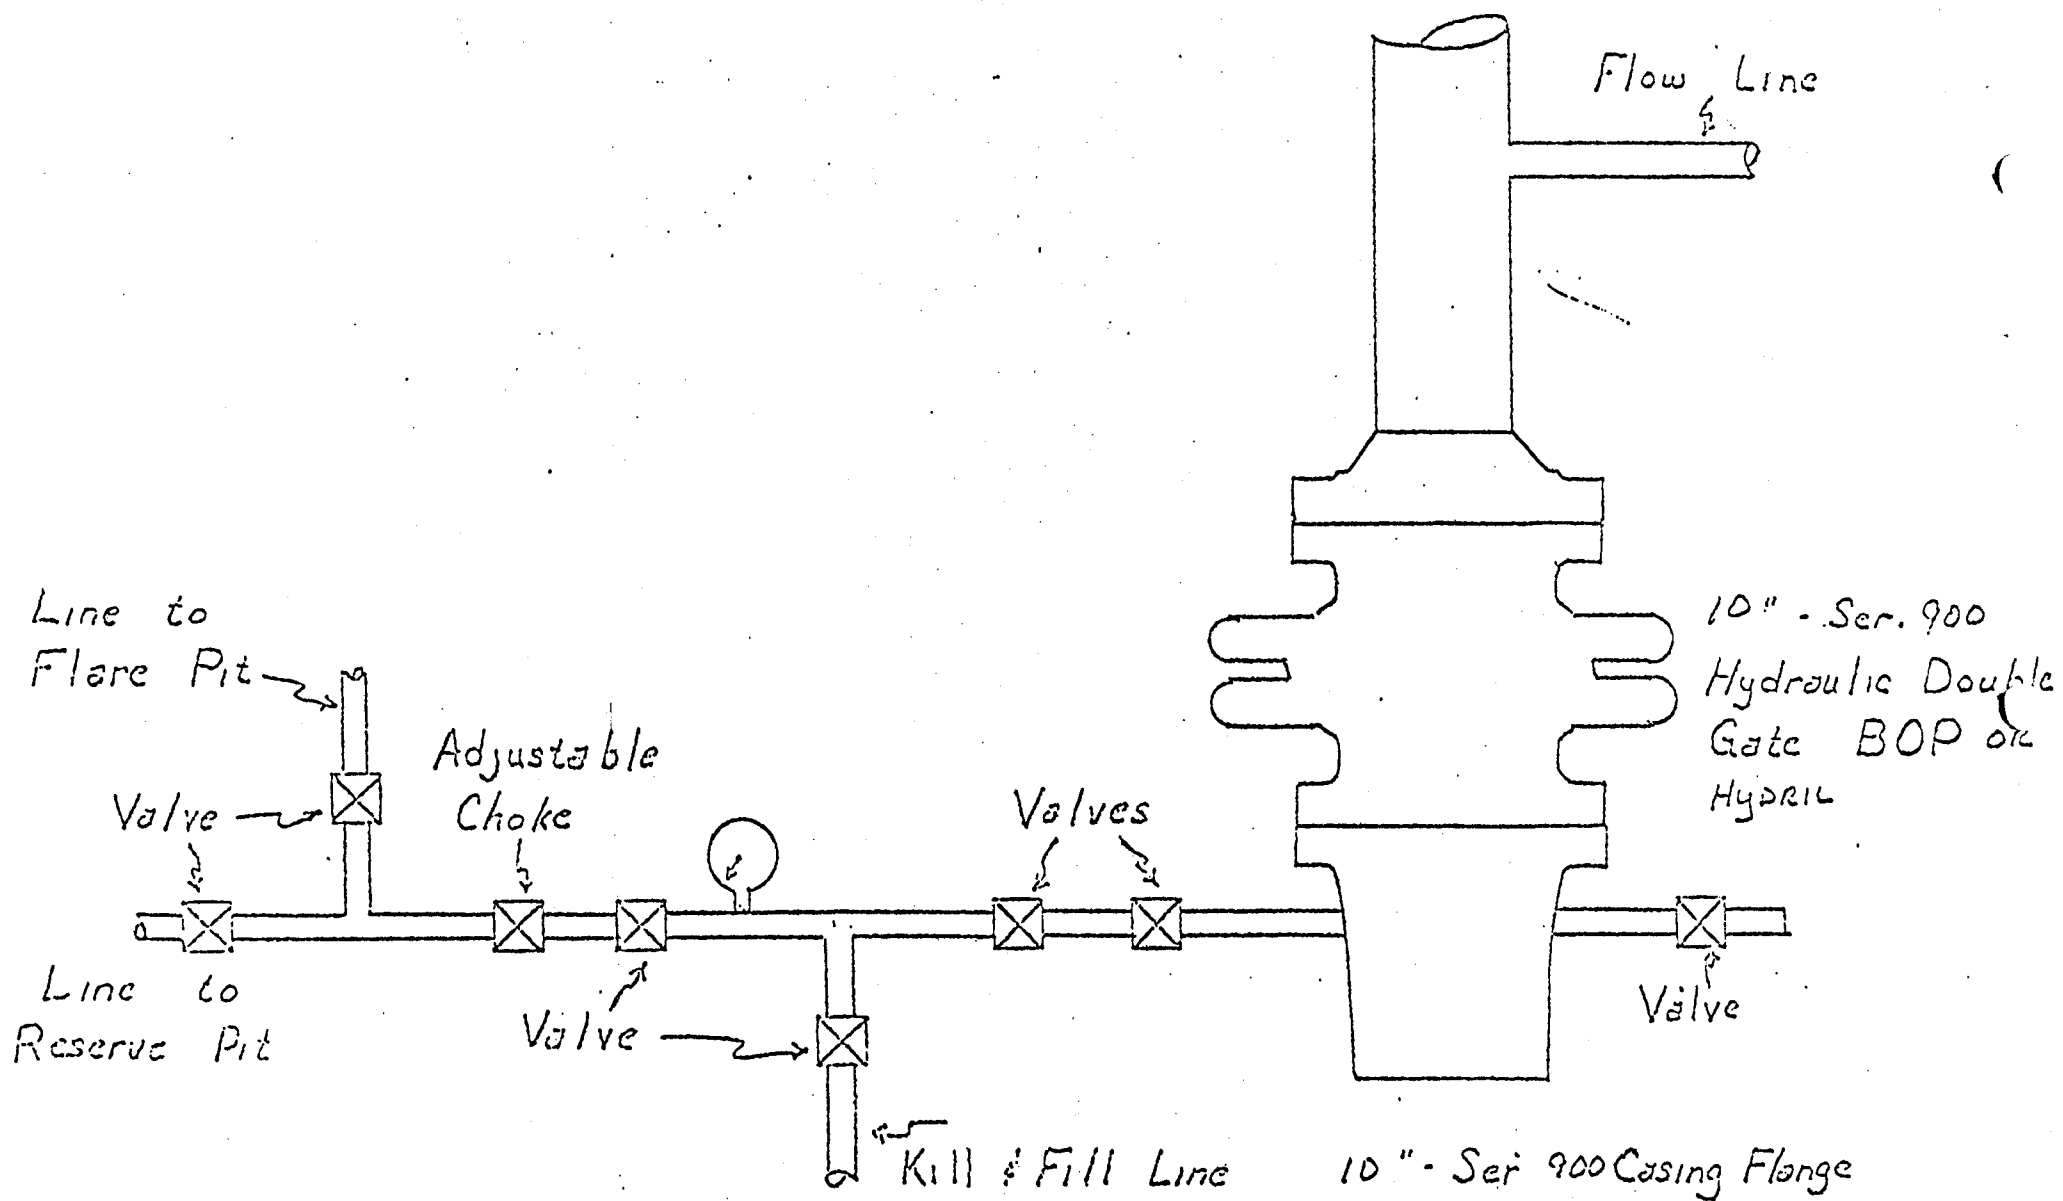 Flow Line
Line to
Flare Pit
10" - Ser. 900
Hydraulic Double
Gate BOP OR
HYDRIL
Adjustable
Choke
Valve
Valves
Line to
Reserve Pit
Valve
Valve
Kill & Fill Line
10" - Ser 900 Casing Flange